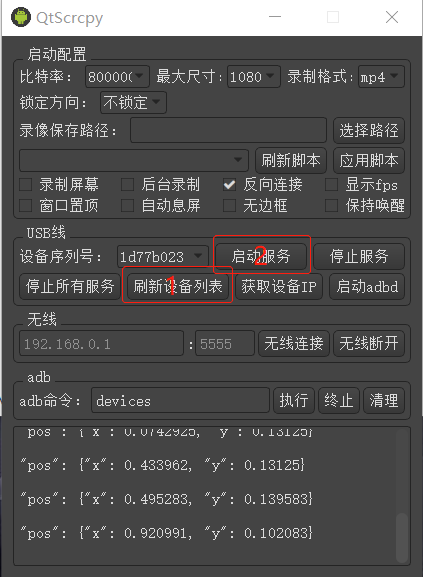 QtScrcpy
启动配置
比特率： 800000 最大尺寸： 1080 录制格式： mp4
锁定方向： 不锁定
录像保存路径： 选择路径
刷新脚本 应用脚本
录制屏幕 后台录制 反向连接 显示fps
窗口置顶 自动息屏 无边框 保持唤醒
USB线
设备序列号： 1d77b023 启动服务 2 停止服务
停止所有服务 刷新设备列表 1 获取设备IP 启动adbd
无线
192.168.0.1 : 5555 无线连接 无线断开
adb
adb命令： devices 执行 终止 清理
"pos": {"x": 0.0742925, "y": 0.13125}
"pos": {"x": 0.433962, "y": 0.13125}
"pos": {"x": 0.495283, "y": 0.139583}
"pos": {"x": 0.920991, "y": 0.102083}